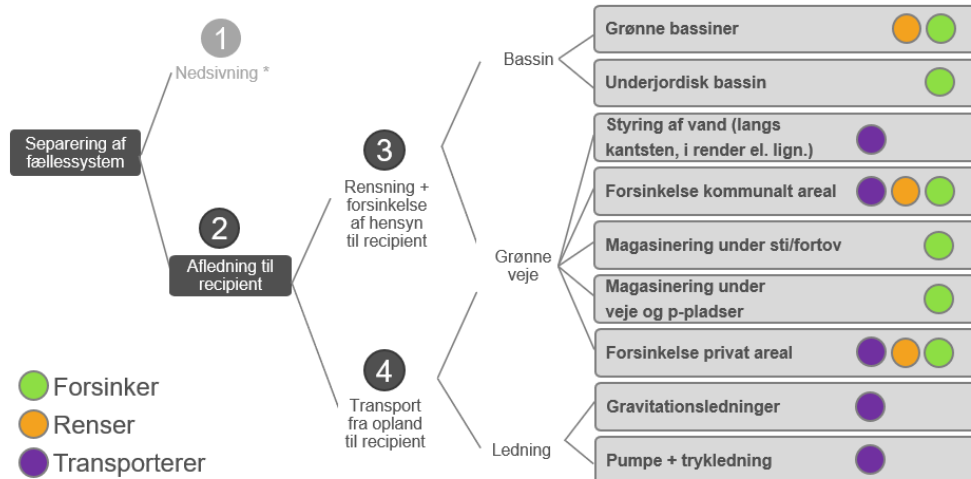 1
Nedsivning *
Separering af
fællessystem
2
Afledning til
recipient
3
Rensning +
forsinkelse
af hensyn
til recipient
4
Transport
fra opland
til recipient
Bassin
Grønne
veje
Ledning
Grønne bassiner
Underjordisk bassin
Styring af vand (langs
kantsten, i render el. lign.)
Forsinkelse kommunalt areal
Magasinering under sti/fortov
Magasinering under
veje og p-pladser
Forsinkelse privat areal
Gravitationsledninger
Pumpe + trykledning
Forsinker
Renser
Transporterer